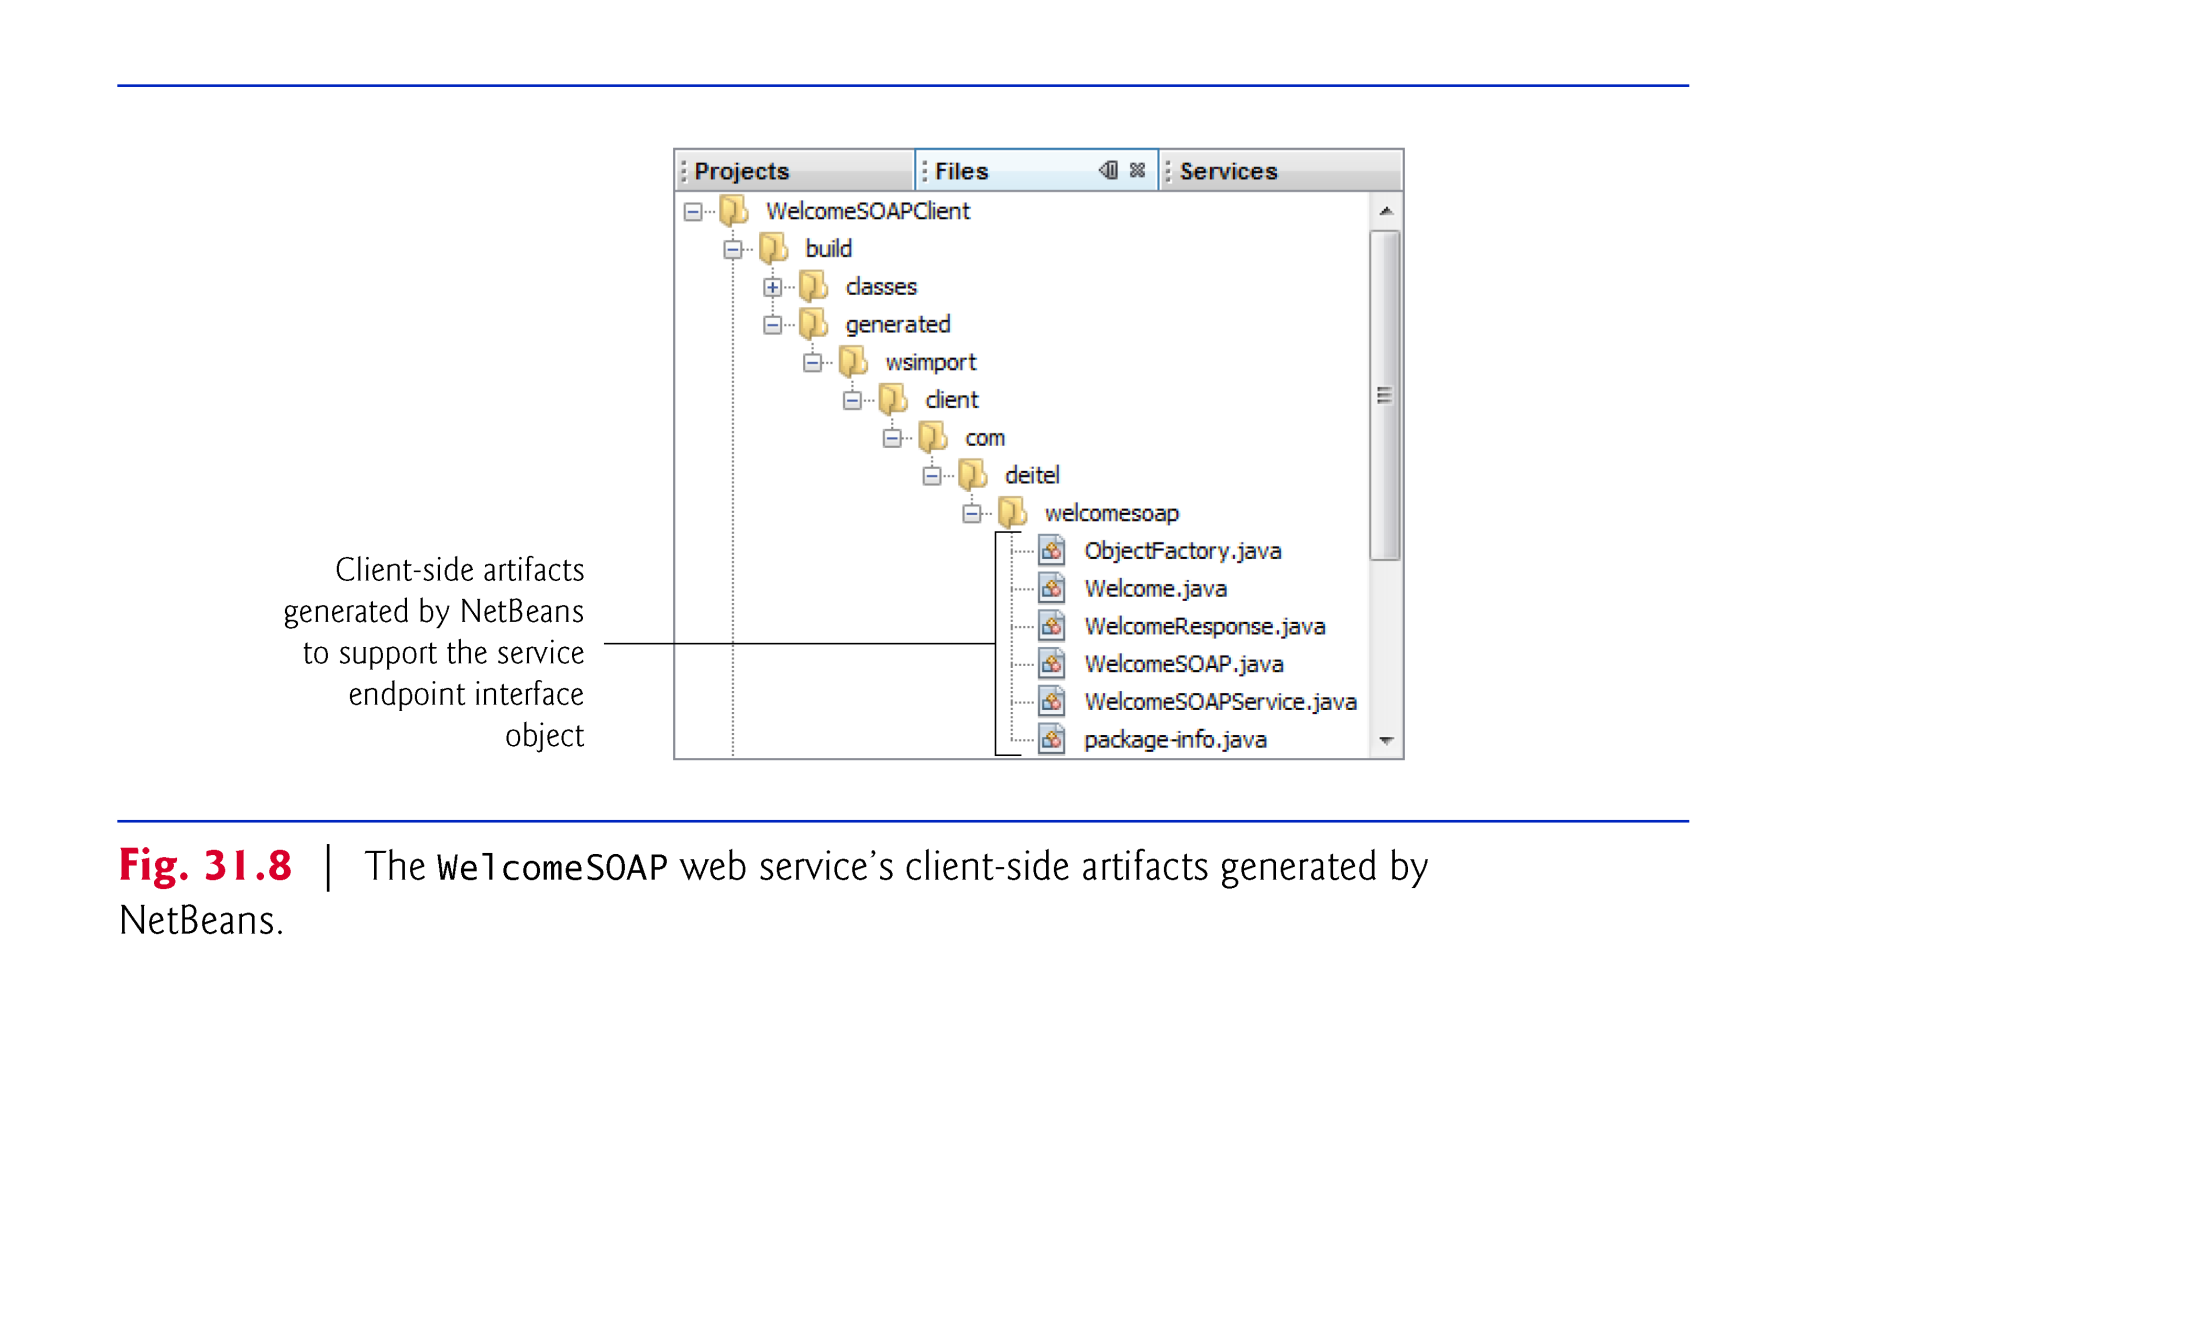 Projects
Files
Services
WelcomeSOAPClient
build
classes
generated
wsimport
client
com
deitel
welcomesoap
ObjectFactory.java
Welcome.java
WelcomeResponse.java
WelcomeSOAP.java
WelcomeSOAPService.java
package-info.java
Client-side artifacts
generated by NetBeans
to support the service
endpoint interface
object
Fig. 31.8 | The WelcomeSOAP web service’s client-side artifacts generated by
NetBeans.